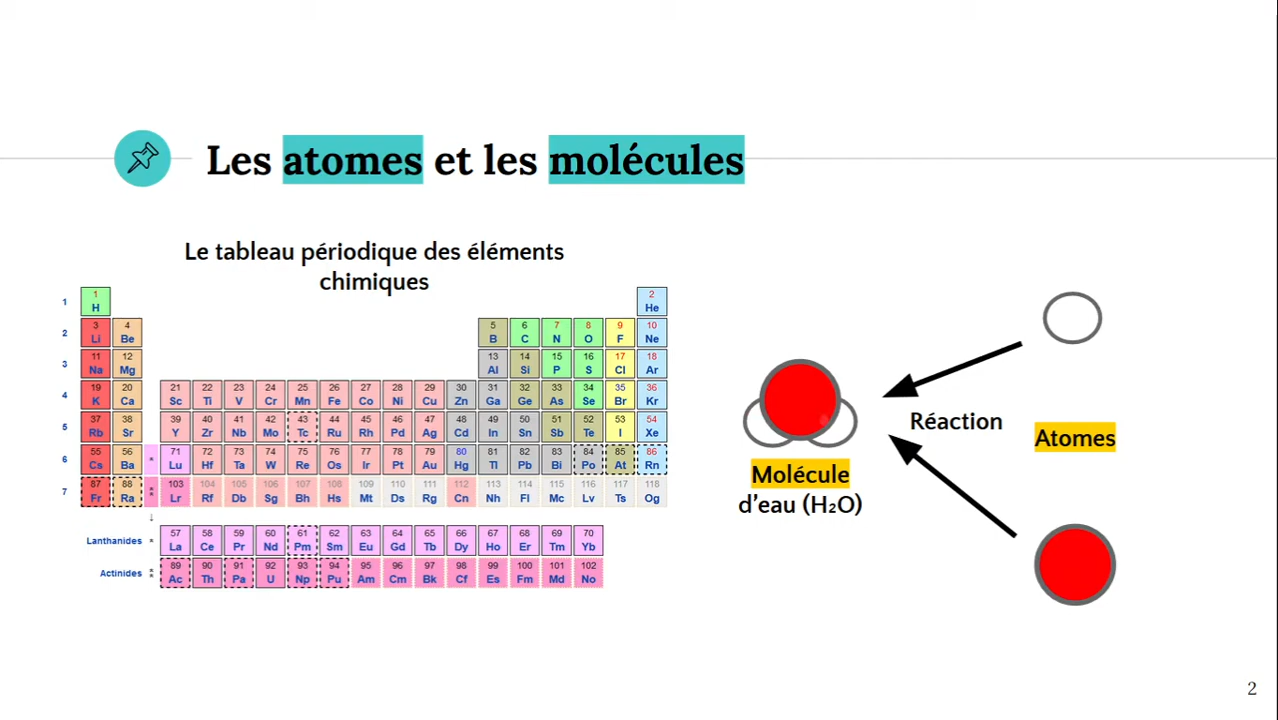 Les atomes et les molécules
Le tableau périodique des éléments
chimiques
1 2
1 H He
3 4 5 6 7 8 9 10
2 Li Be B C N O F Ne
11 12 13 14 15 16 17 18
3 Na Mg Al Si P S Cl Ar
19 20 21 22 23 24 25 26 27 28 29 30 31 32 33 34 35 36
4 K Ca Sc Ti V Cr Mn Fe Co Ni Cu Zn Ga Ge As Se Br Kr
37 38 39 40 41 42 43 44 45 46 47 48 49 50 51 52 53 54
5 Rb Sr Y Zr Nb Mo Tc Ru Rh Pd Ag Cd In Sn Sb Te I Xe
55 56 * 71 72 73 74 75 76 77 78 79 80 81 82 83 84 85 86
6 Cs Ba Lu Hf Ta W Re Os Ir Pt Au Hg Tl Pb Bi Po At Rn
87 88 * * 103 104 105 106 107 108 109 110 111 112 113 114 115 116 117 118
7 Fr Ra Lr Rf Db Sg Bh Hs Mt Ds Rg Cn Nh Fl Mc Lv Ts Og
↓
57 58 59 60 61 62 63 64 65 66 67 68 69 70
Lanthanides * La Ce Pr Nd Pm Sm Eu Gd Tb Dy Ho Er Tm Yb
89 90 91 92 93 94 95 96 97 98 99 100 101 102
Actinides * * Ac Th Pa U Np Pu Am Cm Bk Cf Es Fm Md No
Réaction
Atomes
Molécule
d'eau (H₂O)
2